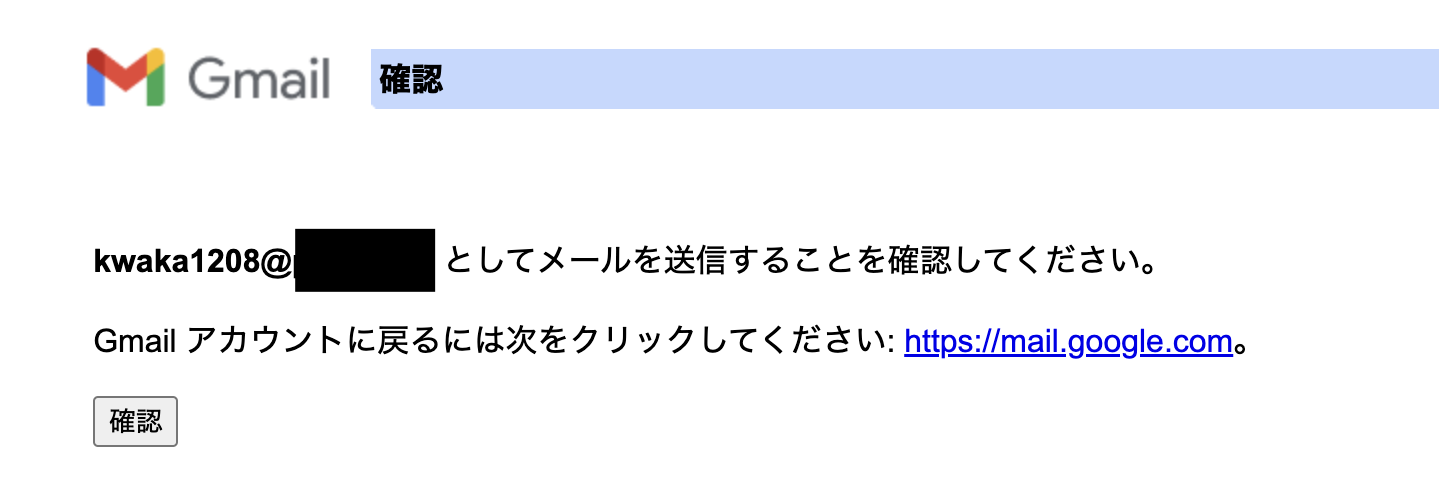 Gmail
確認
kwaka1208@ としてメールを送信することを確認してください。
Gmail アカウントに戻るには次をクリックしてください: https://mail.google.com。
確認